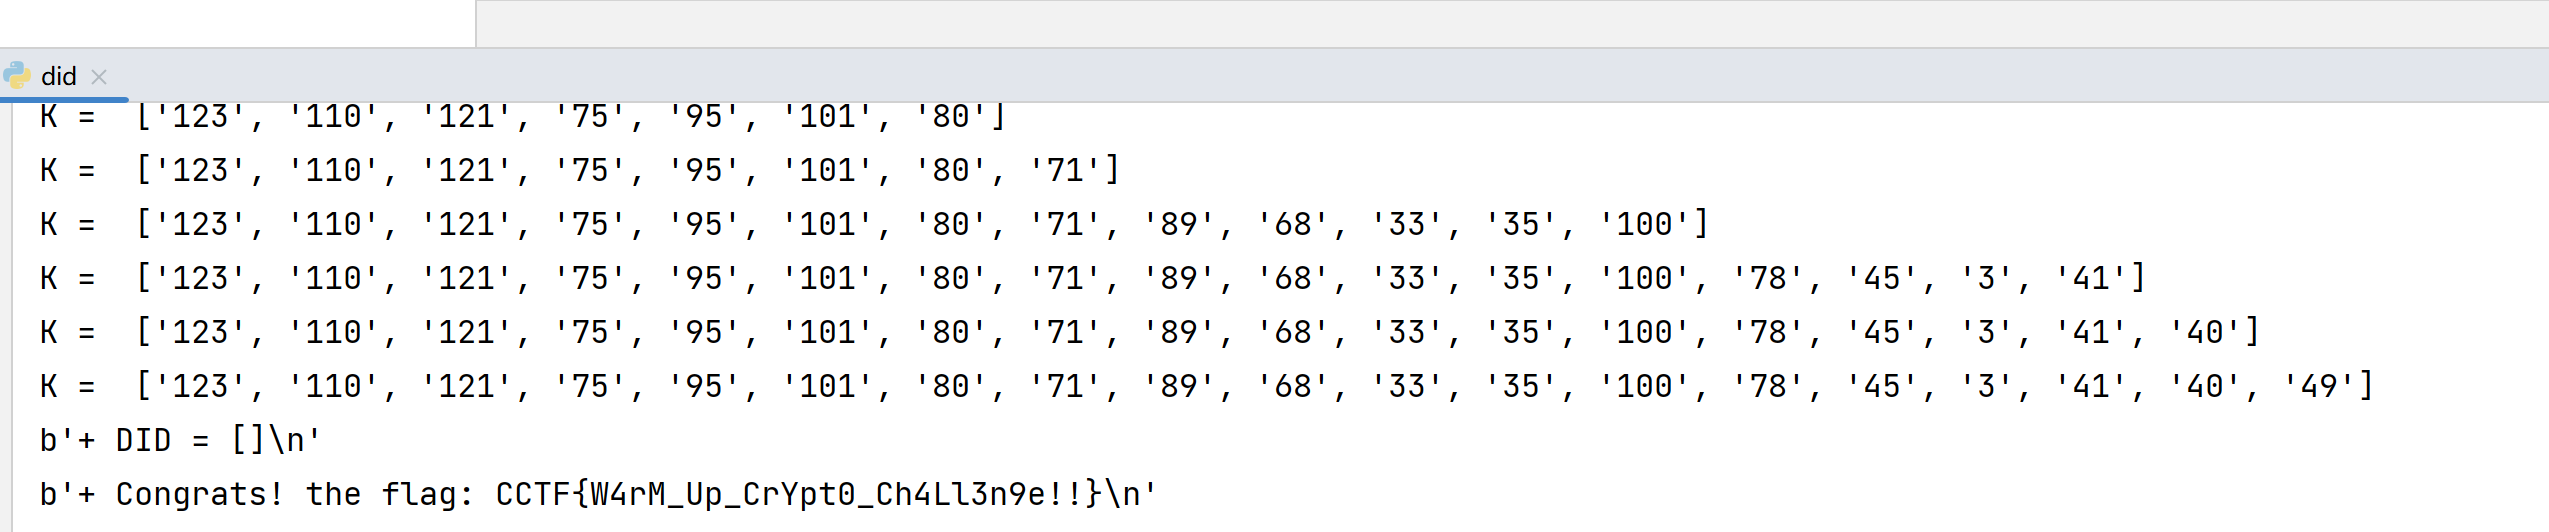 did
K =  ['123', '110', '121', '75', '95', '101', '80']
K =  ['123', '110', '121', '75', '95', '101', '80', '71']
K =  ['123', '110', '121', '75', '95', '101', '80', '71', '89', '68', '33', '35', '100']
K =  ['123', '110', '121', '75', '95', '101', '80', '71', '89', '68', '33', '35', '100', '78', '45', '3', '41']
K =  ['123', '110', '121', '75', '95', '101', '80', '71', '89', '68', '33', '35', '100', '78', '45', '3', '41', '40']
K =  ['123', '110', '121', '75', '95', '101', '80', '71', '89', '68', '33', '35', '100', '78', '45', '3', '41', '40', '49']
b'+ DID = []\n'
b'+ Congrats! the flag: CCTF{W4rM_Up_CrYpt0_Ch4Ll3n9e!!}\n'